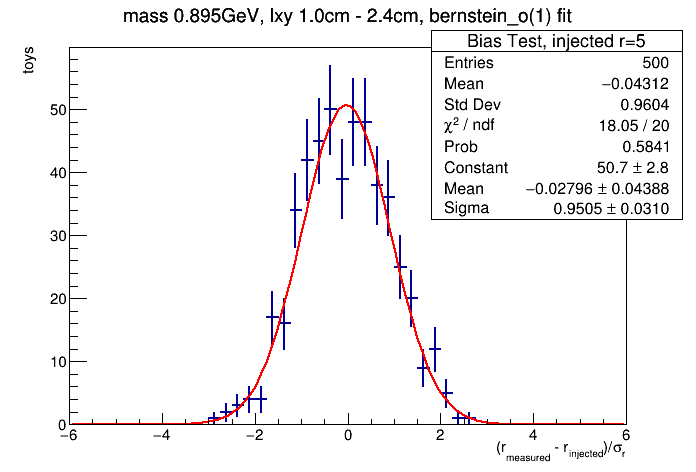 mass 0.895GeV, lxy 1.0cm - 2.4cm, bernstein_o(1) fit
toys
Bias Test, injected r=5
Entries 500
Mean −0.04312
Std Dev 0.9604
χ² / ndf 18.05 / 20
Prob 0.5841
Constant 50.7 ± 2.8
Mean −0.02796 ± 0.04388
Sigma 0.9505 ± 0.0310
50
40
30
20
10
0
−6 −4 −2 0 2 4 6
(r_measured - r_injected)/σ_r